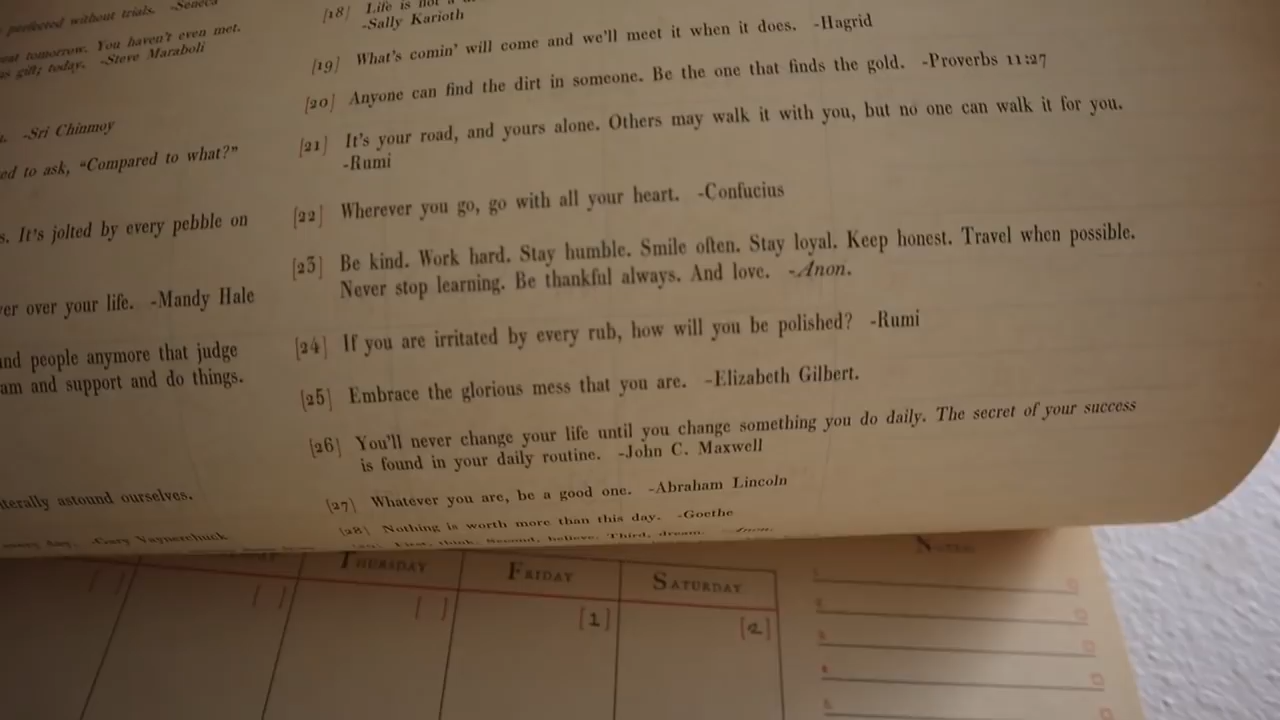 perfected without trials. -Seneca
tomorrow. You haven't even met.
gift; today. -Steve Maraboli
-Sri Chinmoy
to ask, “Compared to what?”
It's jolted by every pebble on
over your life. -Mandy Hale
people anymore that judge
and support and do things.
astound ourselves.
-Gary Vaynerchuck
[18] Life is not a
-Sally Karioth
[19] What's comin' will come and we'll meet it when it does. -Hagrid
[20] Anyone can find the dirt in someone. Be the one that finds the gold. -Proverbs 11:27
[21] It's your road, and yours alone. Others may walk it with you, but no one can walk it for you.
-Rumi
[22] Wherever you go, go with all your heart. -Confucius
[23] Be kind. Work hard. Stay humble. Smile often. Stay loyal. Keep honest. Travel when possible.
Never stop learning. Be thankful always. And love. -Anon.
[24] If you are irritated by every rub, how will you be polished? -Rumi
[25] Embrace the glorious mess that you are. -Elizabeth Gilbert.
[26] You'll never change your life until you change something you do daily. The secret of your success
is found in your daily routine. -John C. Maxwell
[27] Whatever you are, be a good one. -Abraham Lincoln
[28] Nothing is worth more than this day. -Goethe
First, think. Second, believe. Third, dream. -Anon.
THURSDAY FRIDAY SATURDAY
[ ] [ ] [ ] [1] [2]
NOTES